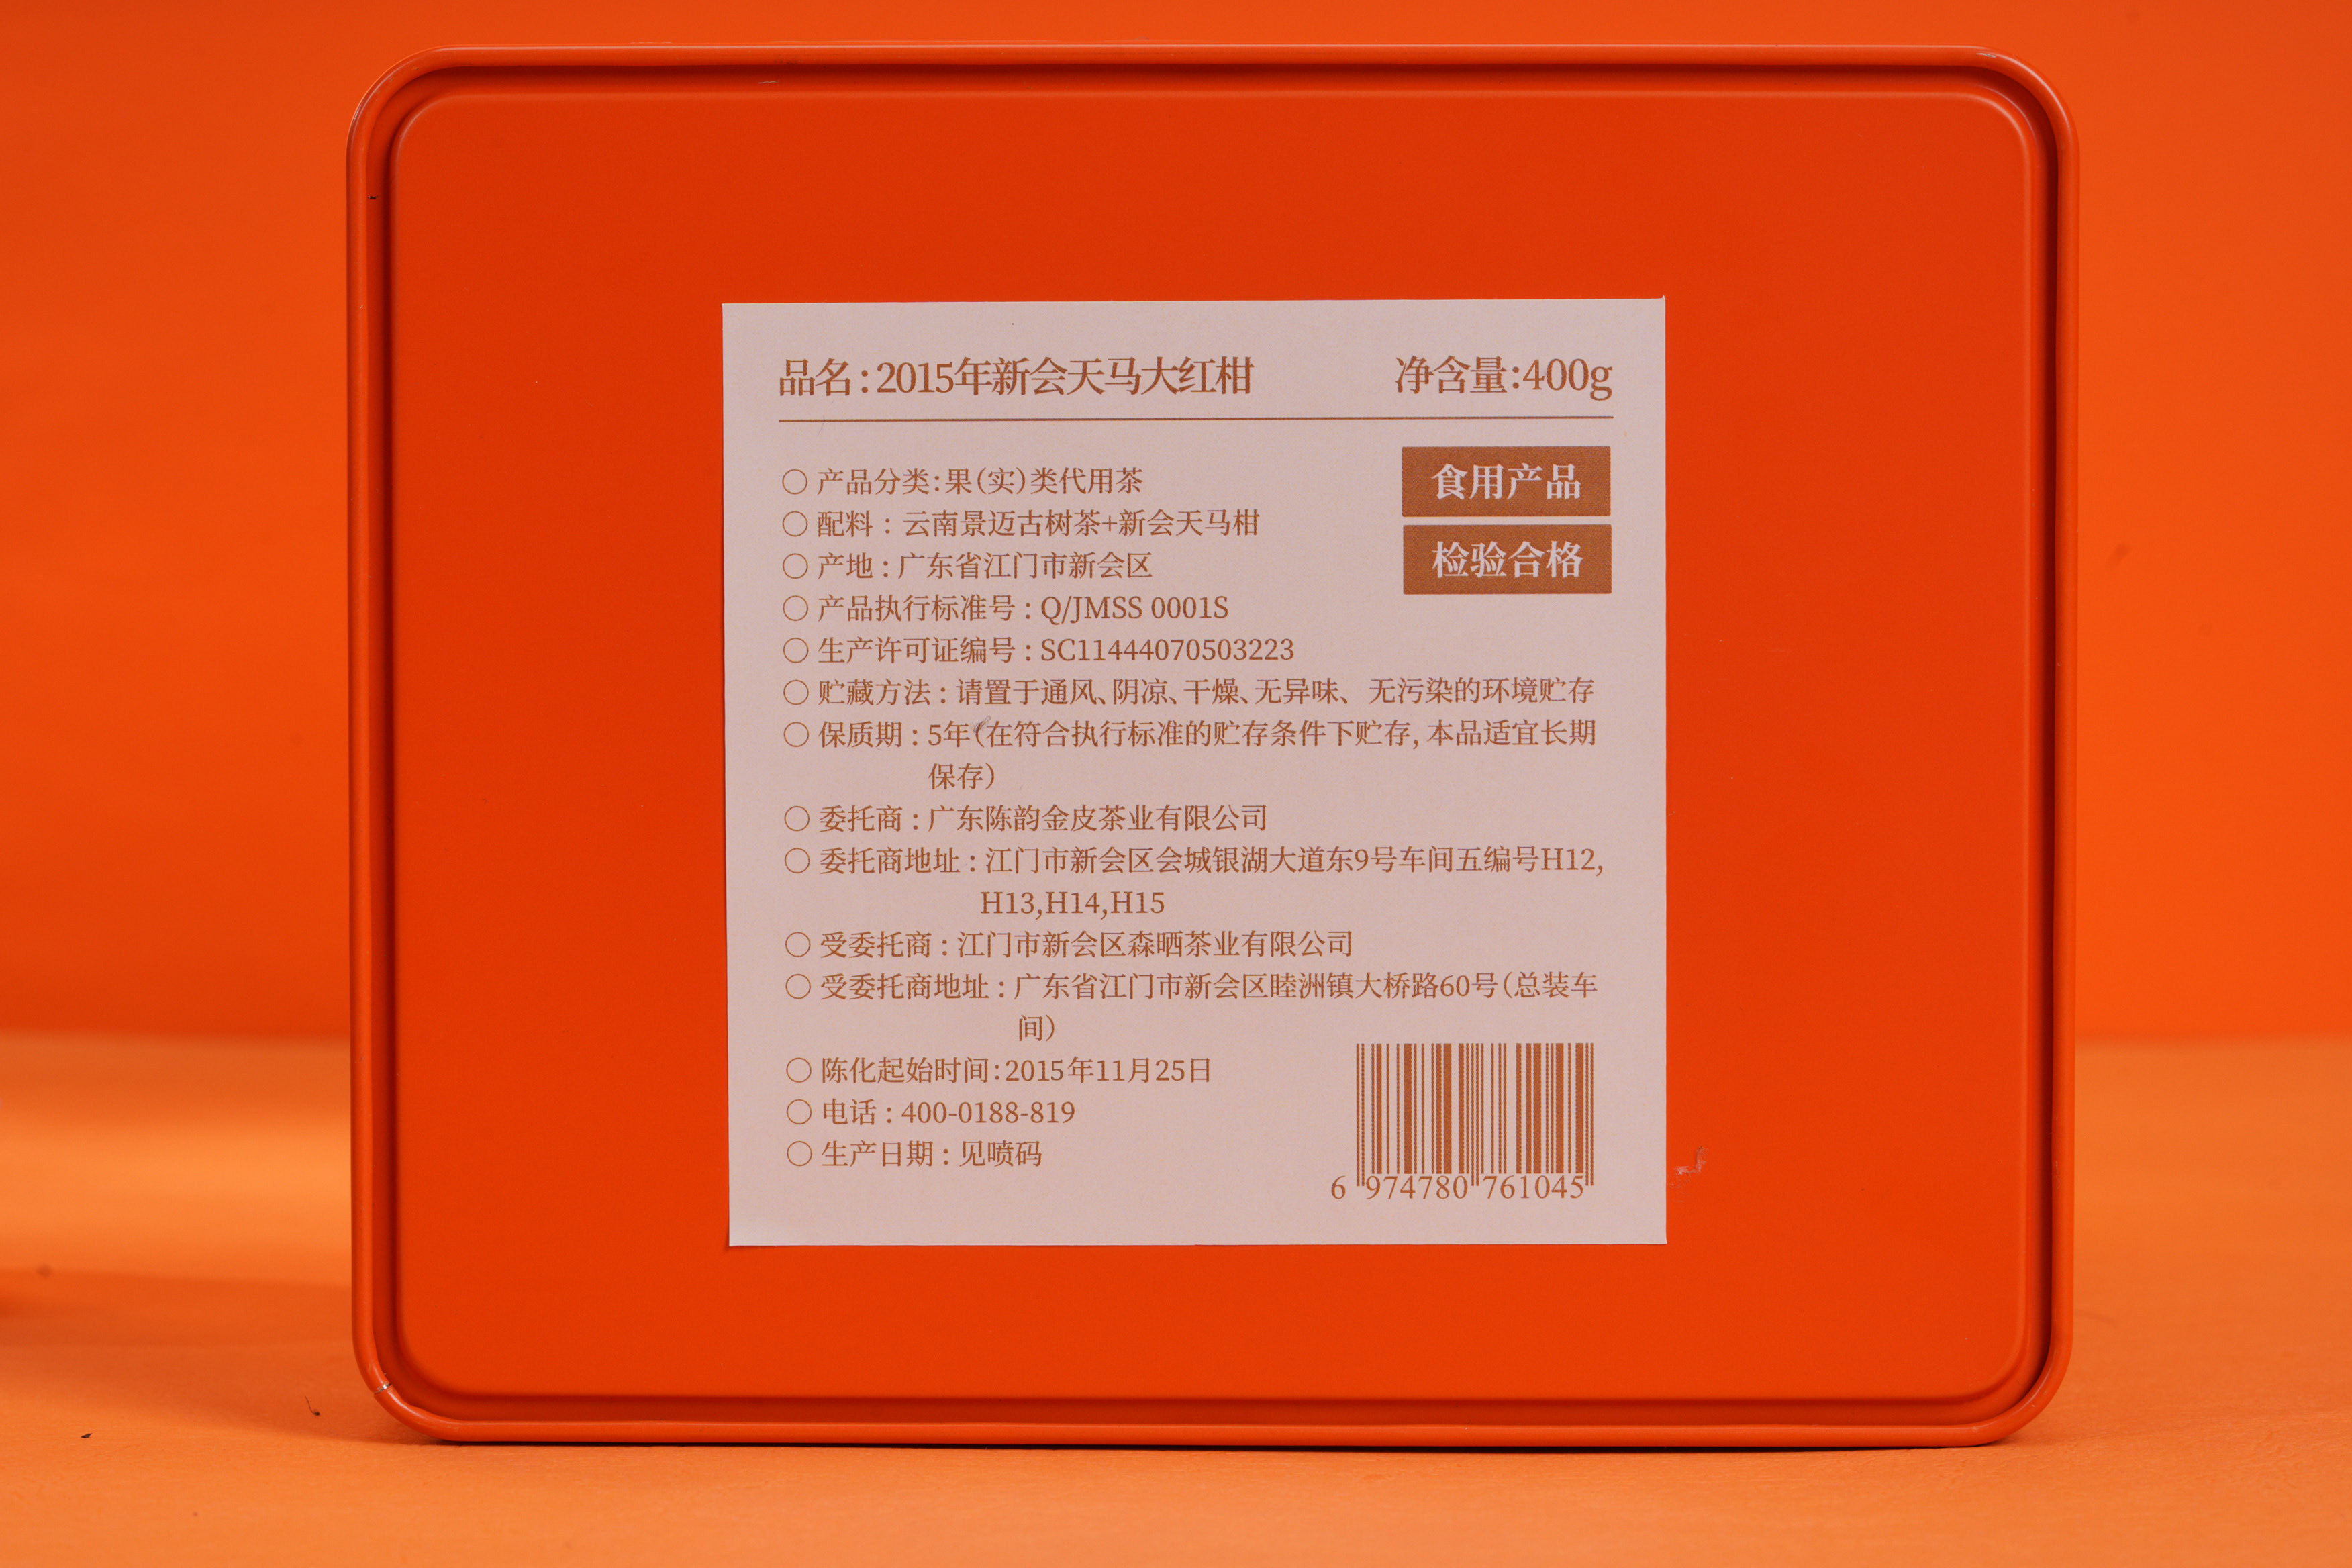 品名:2015年新会天马大红柑
净含量:400g
食用产品
检验合格
○ 产品分类:果(实)类代用茶
○ 配料:云南景迈古树茶+新会天马柑
○ 产地:广东省江门市新会区
○ 产品执行标准号:Q/JMSS 0001S
○ 生产许可证编号:SC11444070503223
○ 贮藏方法:请置于通风、阴凉、干燥、无异味、无污染的环境贮存
○ 保质期:5年(在符合执行标准的贮存条件下贮存,本品适宜长期
保存)
○ 委托商:广东陈韵金皮茶业有限公司
○ 委托商地址:江门市新会区会城银湖大道东9号车间五编号H12,
H13,H14,H15
○ 受委托商:江门市新会区森晒茶业有限公司
○ 受委托商地址:广东省江门市新会区睦洲镇大桥路60号(总装车
间)
○ 陈化起始时间:2015年11月25日
○ 电话:400-0188-819
○ 生产日期:见喷码
6 974780 761045